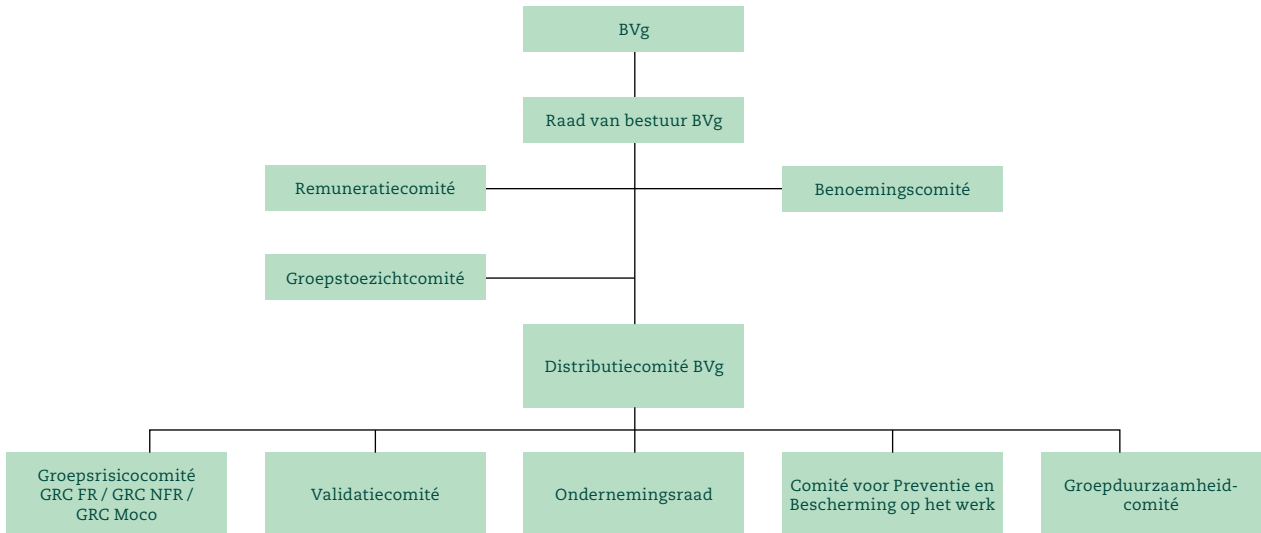 BVg
Raad van bestuur BVg
Remuneratiecomité
Benoemingscomité
Groepstoezichtcomité
Distributiecomité BVg
Groepsrisicocomité
GRC FR / GRC NFR /
GRC Moco
Validatiecomité
Ondernemingsraad
Comité voor Preventie en
Bescherming op het werk
Groepduurzaamheid-
comité